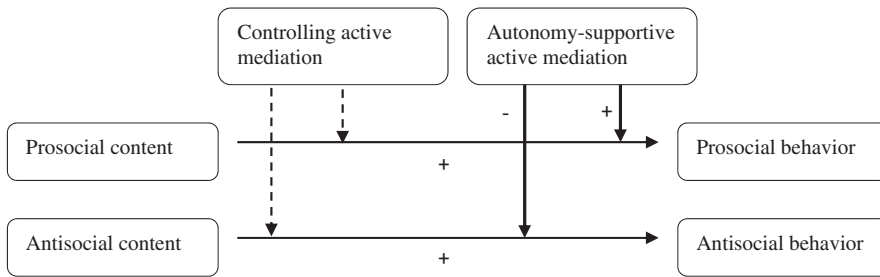 Controlling active
mediation
Autonomy-supportive
active mediation
-
+
Prosocial content
+
Prosocial behavior
Antisocial content
+
Antisocial behavior